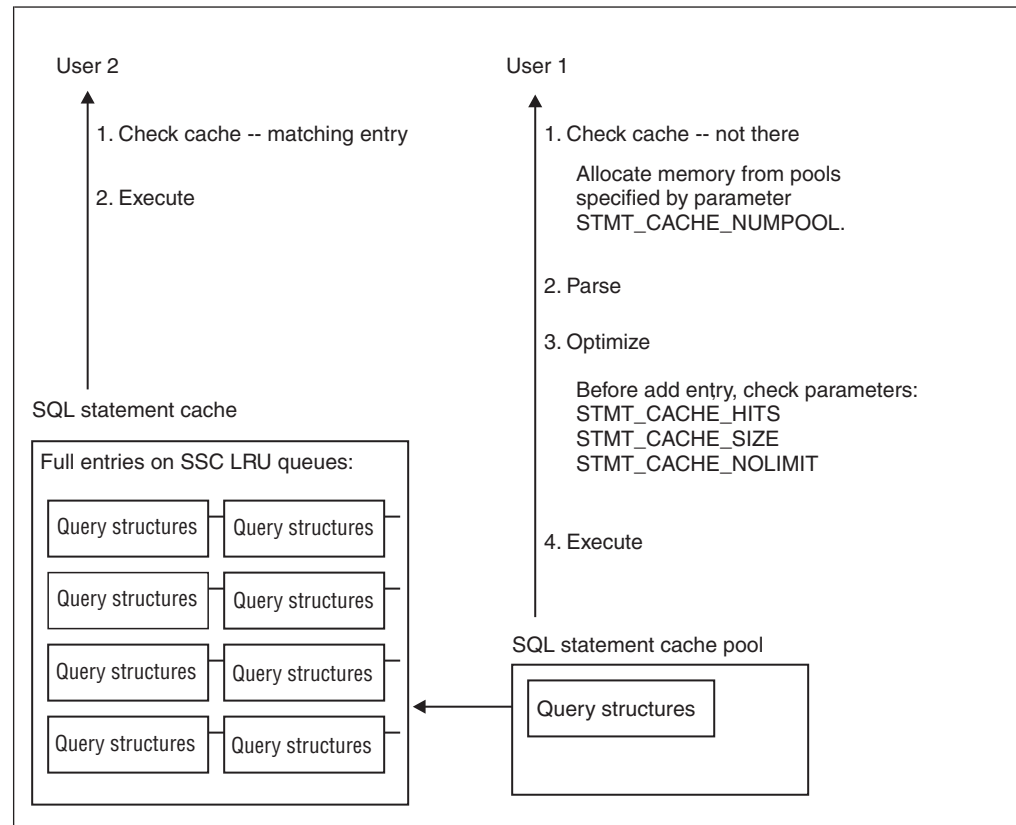 User 2
1. Check cache -- matching entry
2. Execute
SQL statement cache
Full entries on SSC LRU queues:
Query structures
Query structures
Query structures
Query structures
Query structures
Query structures
Query structures
Query structures
User 1
1. Check cache -- not there
Allocate memory from pools
specified by parameter
STMT_CACHE_NUMPOOL.
2. Parse
3. Optimize
Before add entry, check parameters:
STMT_CACHE_HITS
STMT_CACHE_SIZE
STMT_CACHE_NOLIMIT
4. Execute
SQL statement cache pool
Query structures